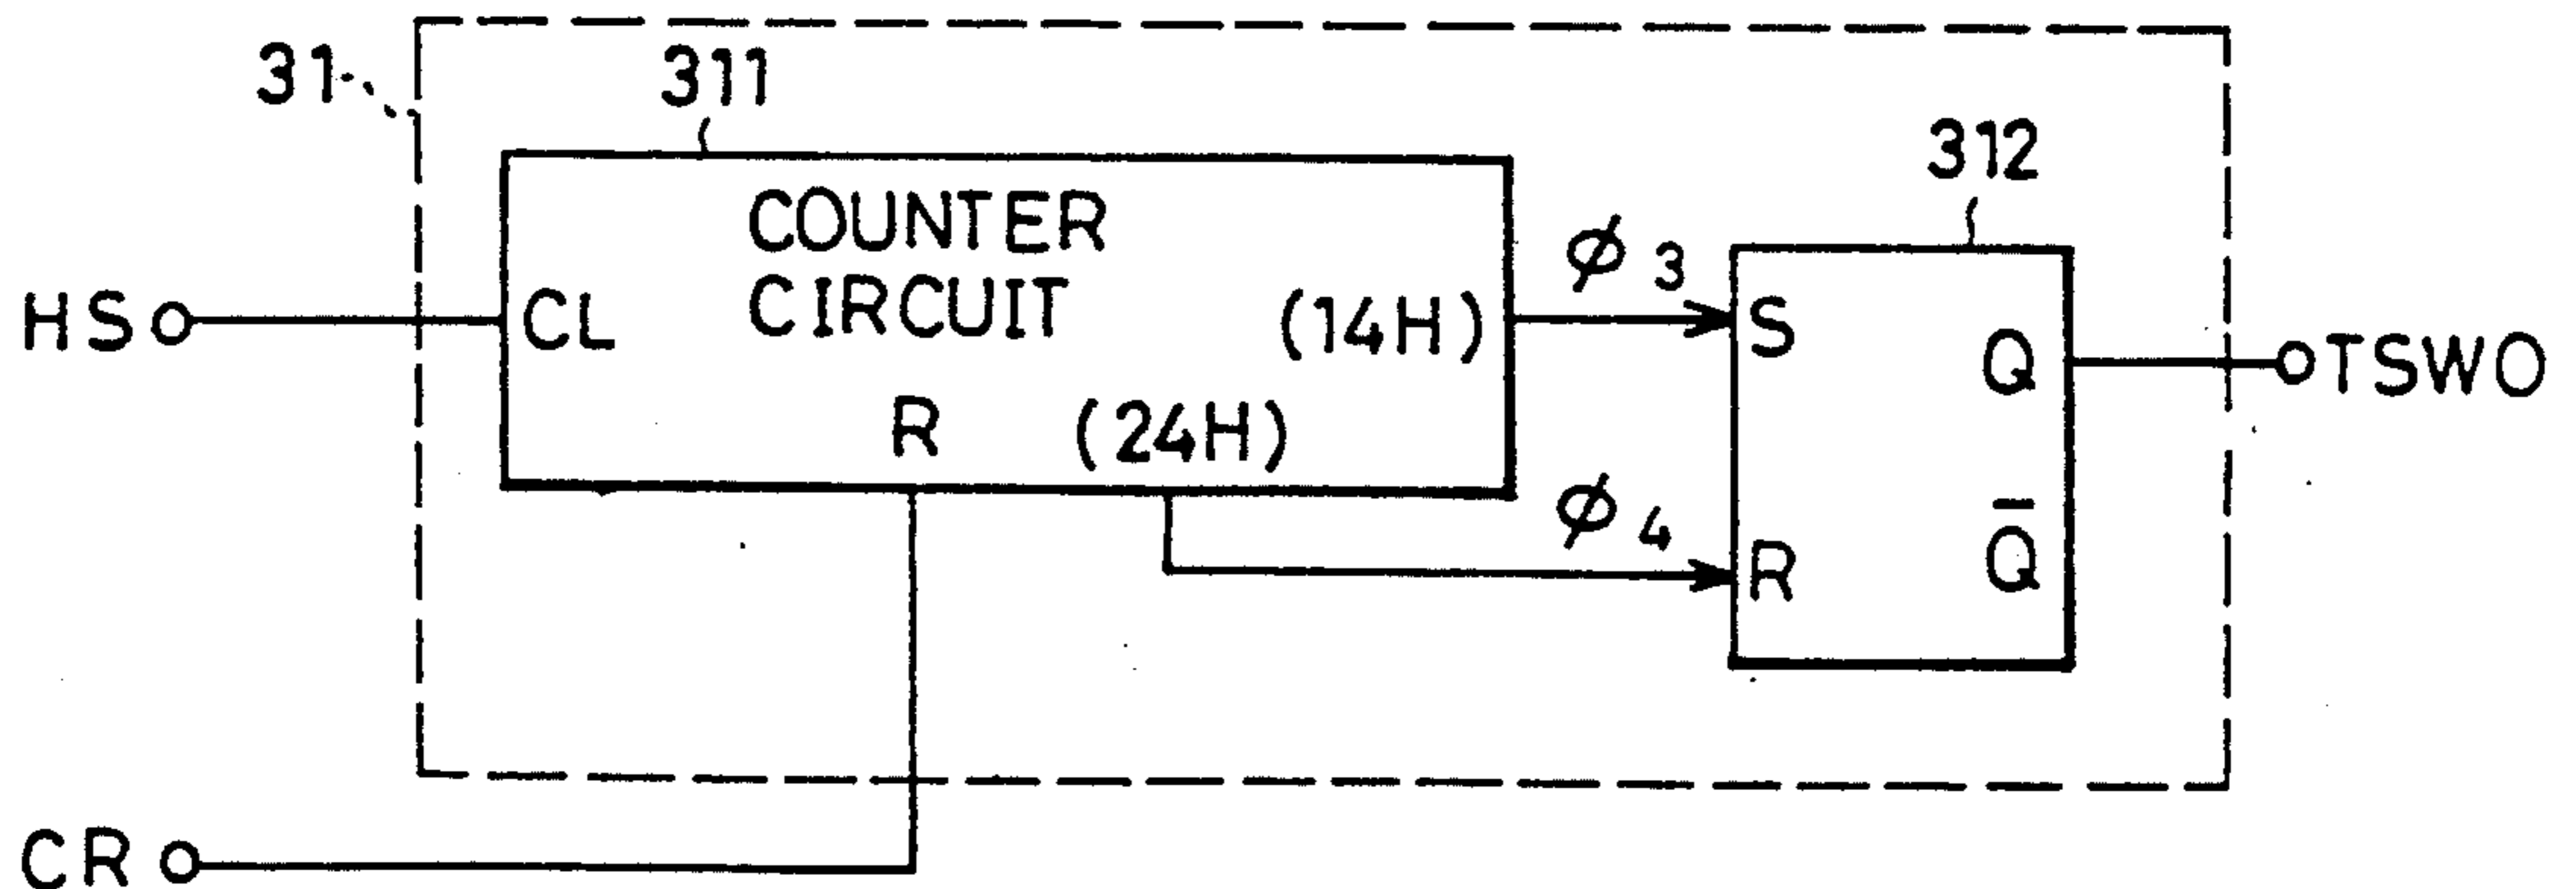 31
311
COUNTER
CIRCUIT
312
HS
CL
(14H)
R
(24H)
ϕ3
ϕ4
S
R
Q
Q̅
TSWO
CR